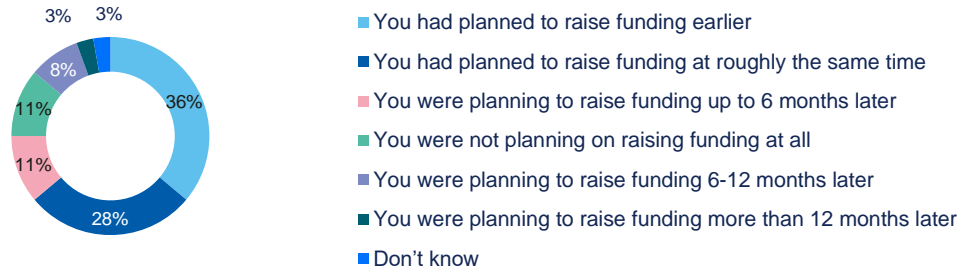 3% 3%
8%
36%
11%
11%
28%
You had planned to raise funding earlier
You had planned to raise funding at roughly the same time
You were planning to raise funding up to 6 months later
You were not planning on raising funding at all
You were planning to raise funding 6-12 months later
You were planning to raise funding more than 12 months later
Don't know